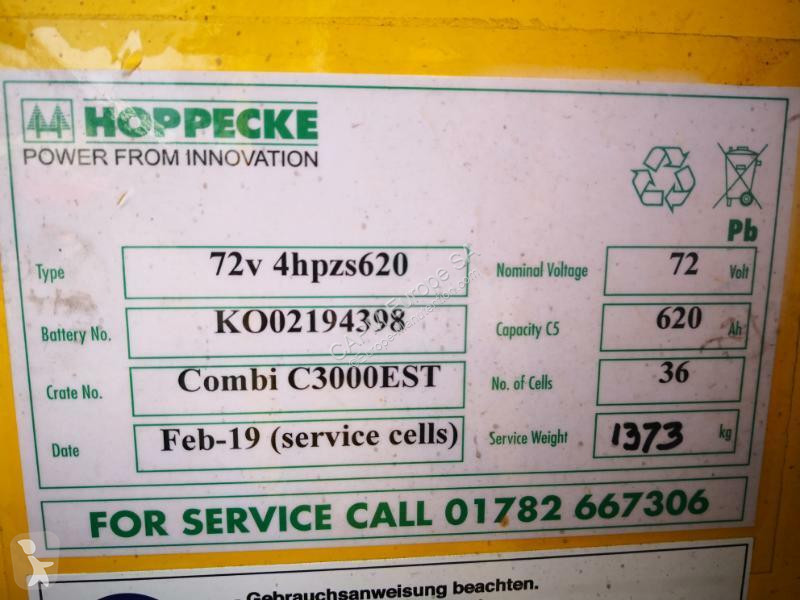 HOPPECKE
POWER FROM INNOVATION
Pb
Type 72v 4hpzs620 Nominal Voltage 72 Volt
Battery No. KO02194398 Capacity C5 620 Ah
Crate No. Combi C3000EST No. of Cells 36
Date Feb-19 (service cells) Service Weight 1373 kg
FOR SERVICE CALL 01782 667306
Gebrauchsanweisung beachten.